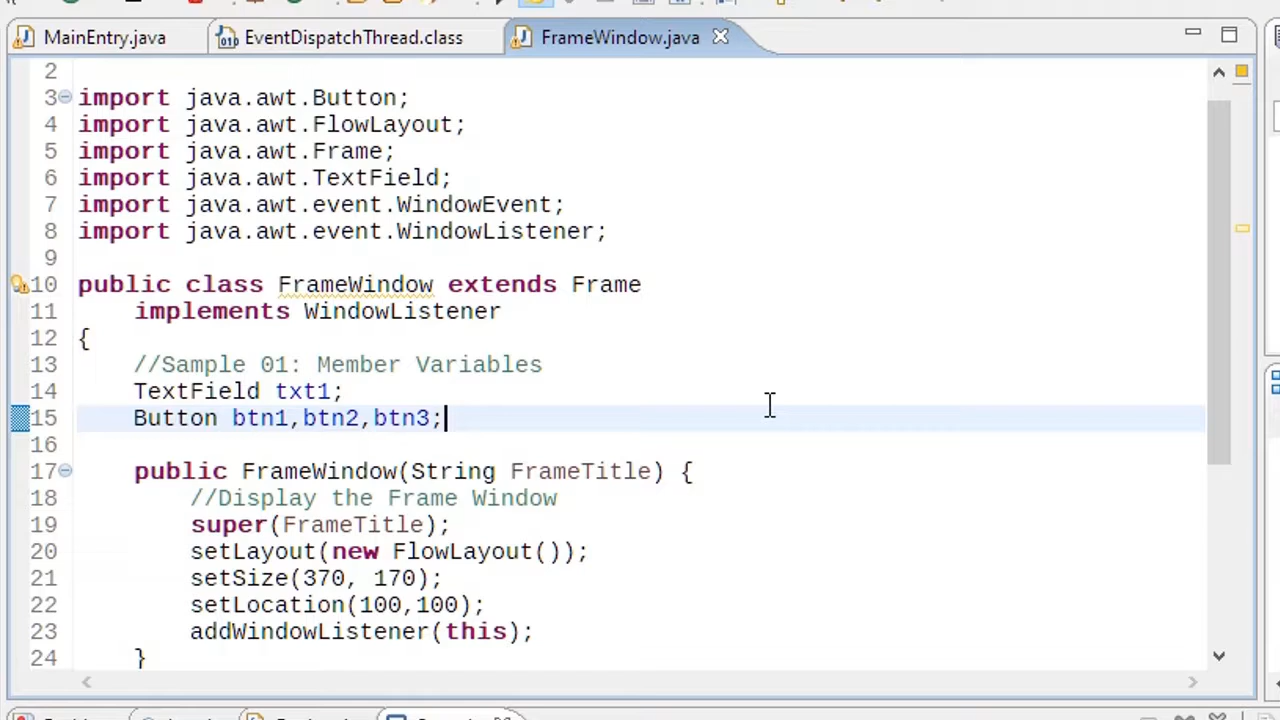 MainEntry.java
EventDispatchThread.class
FrameWindow.java
2
3 import java.awt.Button;
4 import java.awt.FlowLayout;
5 import java.awt.Frame;
6 import java.awt.TextField;
7 import java.awt.event.WindowEvent;
8 import java.awt.event.WindowListener;
9
10 public class FrameWindow extends Frame
11 implements WindowListener
12 {
13 //Sample 01: Member Variables
14 TextField txt1;
15 Button btn1,btn2,btn3;
16
17 public FrameWindow(String FrameTitle) {
18 //Display the Frame Window
19 super(FrameTitle);
20 setLayout(new FlowLayout());
21 setSize(370, 170);
22 setLocation(100,100);
23 addWindowListener(this);
24 }